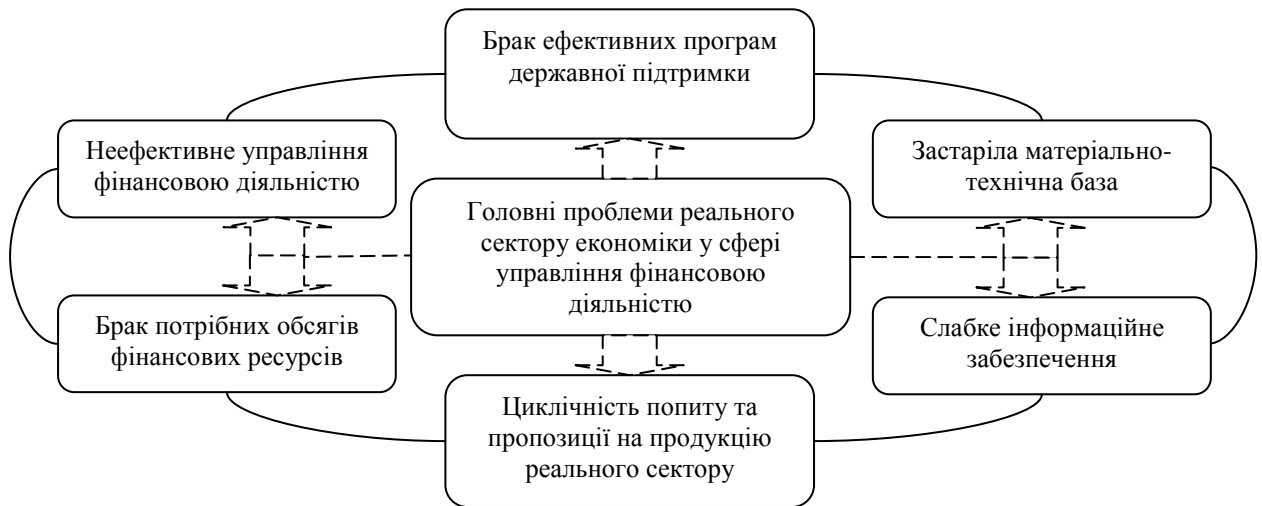 Брак ефективних програм
державної підтримки
Неефективне управління
фінансовою діяльністю
Застаріла матеріально-
технічна база
Головні проблеми реального
сектору економіки у сфері
управління фінансовою
діяльністю
Брак потрібних обсягів
фінансових ресурсів
Слабке інформаційне
забезпечення
Циклічність попиту та
пропозиції на продукцію
реального сектору